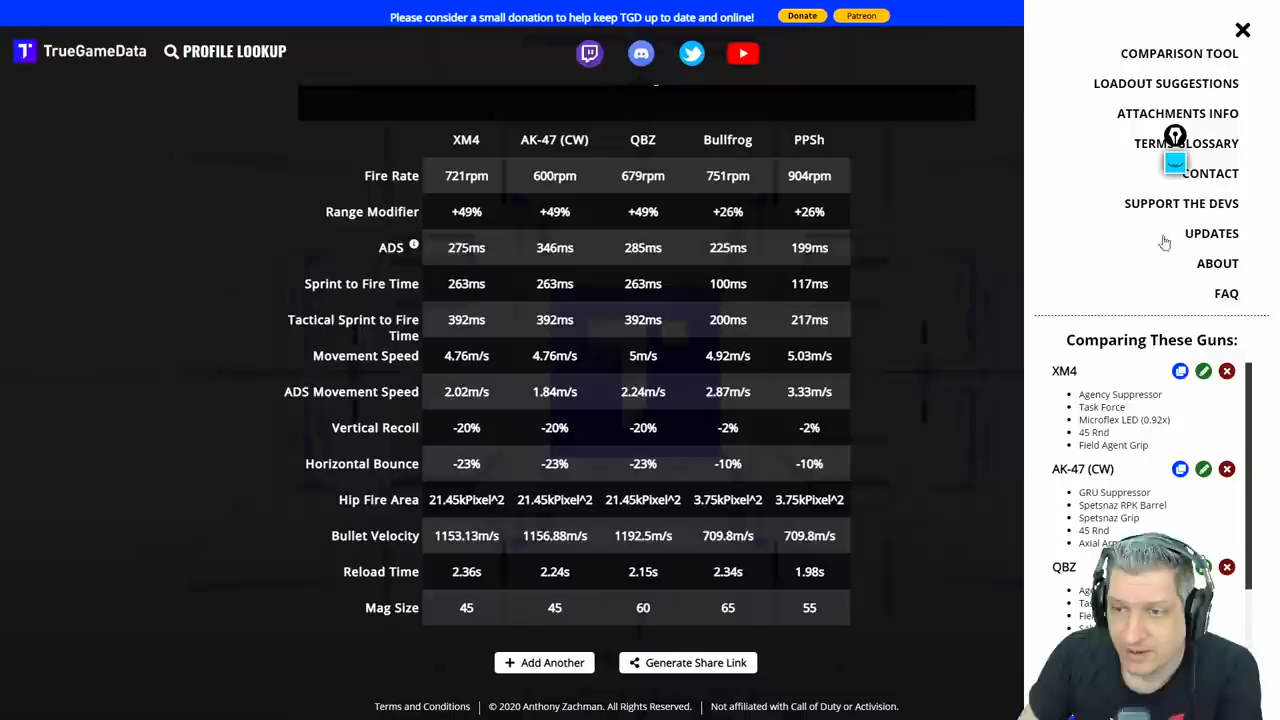 Please consider a small donation to help keep TGD up to date and online!
Donate
Patreon
TrueGameData
PROFILE LOOKUP
XM4 AK-47 (CW) QBZ Bullfrog PPSh
Fire Rate 721rpm 600rpm 679rpm 751rpm 904rpm
Range Modifier +49% +49% +49% +26% +26%
ADS 275ms 346ms 285ms 225ms 199ms
Sprint to Fire Time 263ms 263ms 263ms 100ms 117ms
Tactical Sprint to Fire Time 392ms 392ms 392ms 200ms 217ms
Movement Speed 4.76m/s 4.76m/s 5m/s 4.92m/s 5.03m/s
ADS Movement Speed 2.02m/s 1.84m/s 2.24m/s 2.87m/s 3.33m/s
Vertical Recoil -20% -20% -20% -2% -2%
Horizontal Bounce -23% -23% -23% -10% -10%
Hip Fire Area 21.45kPixel^2 21.45kPixel^2 21.45kPixel^2 3.75kPixel^2 3.75kPixel^2
Bullet Velocity 1153.13m/s 1156.88m/s 1192.5m/s 709.8m/s 709.8m/s
Reload Time 2.36s 2.24s 2.15s 2.34s 1.98s
Mag Size 45 45 60 65 55
Add Another
Generate Share Link
Terms and Conditions | © 2020 Anthony Zachman. All Rights Reserved. | Not affiliated with Call of Duty or Activision.
COMPARISON TOOL
LOADOUT SUGGESTIONS
ATTACHMENTS INFO
TERMS GLOSSARY
CONTACT
SUPPORT THE DEVS
UPDATES
ABOUT
FAQ
Comparing These Guns:
XM4
Agency Suppressor
Task Force
Microflex LED (0.92x)
45 Rnd
Field Agent Grip
AK-47 (CW)
GRU Suppressor
Spetsnaz RPK Barrel
Spetsnaz Grip
45 Rnd
Axial
QBZ